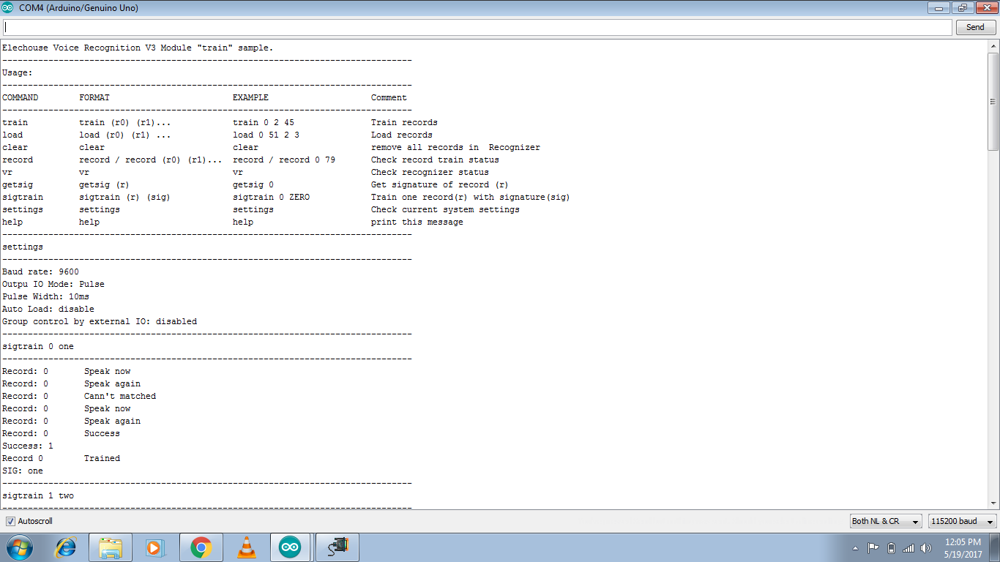 COM4 (Arduino/Genuino Uno)
Send
Elechouse Voice Recognition V3 Module "train" sample.
--------------------------------------------------------------------------------
Usage:
--------------------------------------------------------------------------------
COMMAND        FORMAT                        EXAMPLE                    Comment
--------------------------------------------------------------------------------
train          train (r0) (r1)...            train 0 2 45               Train records
load           load (r0) (r1) ...            load 0 51 2 3              Load records
clear          clear                         clear                      remove all records in  Recognizer
record         record / record (r0) (r1)...  record / record 0 79       Check record train status
vr             vr                            vr                         Check recognizer status
getsig         getsig (r)                    getsig 0                   Get signature of record (r)
sigtrain       sigtrain (r) (sig)            sigtrain 0 ZERO            Train one record(r) with signature(sig)
settings       settings                      settings                   Check current system settings
help           help                          help                       print this message
--------------------------------------------------------------------------------
settings
--------------------------------------------------------------------------------
Baud rate: 9600
Outpu IO Mode: Pulse
Pulse Width: 10ms
Auto Load: disable
Group control by external IO: disabled
--------------------------------------------------------------------------------
sigtrain 0 one
--------------------------------------------------------------------------------
Record: 0       Speak now
Record: 0       Speak again
Record: 0       Cann't matched
Record: 0       Speak now
Record: 0       Speak again
Record: 0       Success
Success: 1
Record 0        Trained
SIG: one
--------------------------------------------------------------------------------
sigtrain 1 two
--------------------------------------------------------------------------------
Autoscroll
Both NL & CR
115200 baud
12:05 PM
5/19/2017